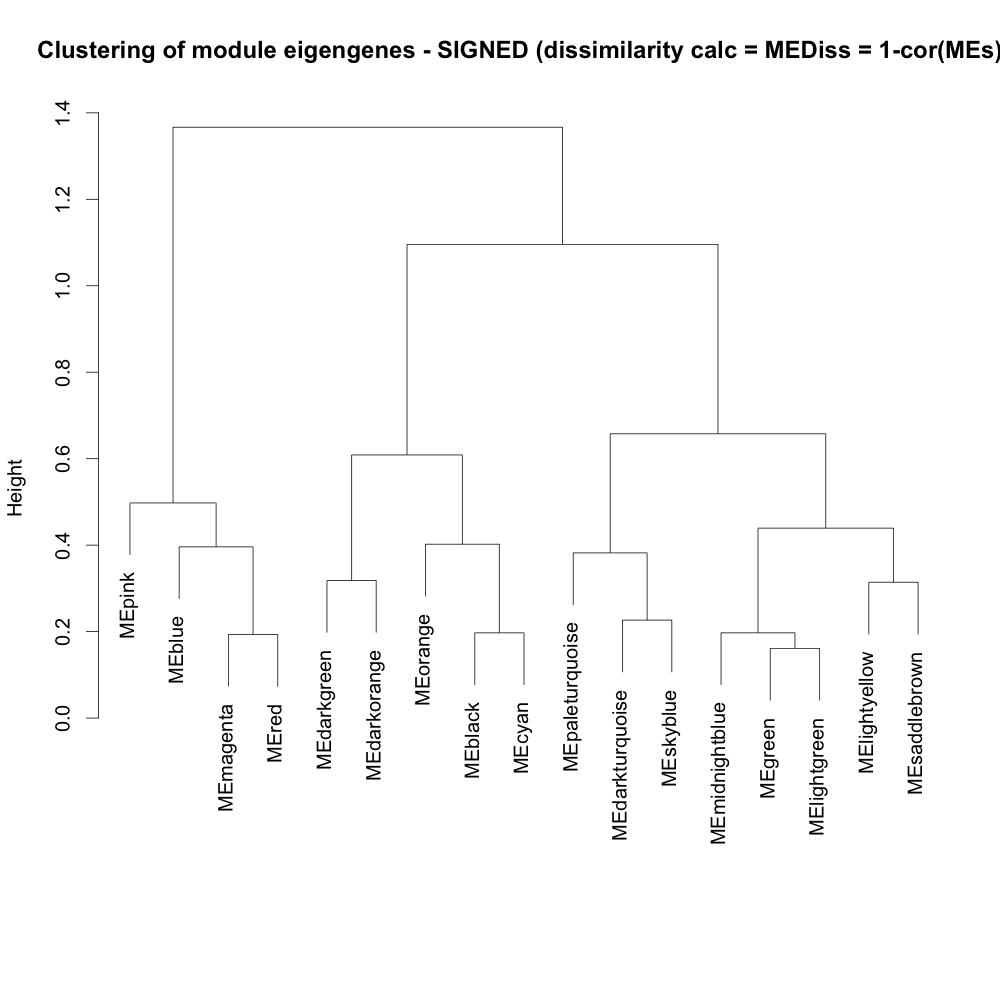 Clustering of module eigengenes - SIGNED (dissimilarity calc = MEDiss = 1-cor(MEs)
1.4
1.2
1.0
0.8
0.6
0.4
0.2
0.0
Height
MEpink
MEblue
MEmagenta
MEred
MEdarkgreen
MEdarkorange
MEorange
MEblack
MEcyan
MEpaleturquoise
MEdarkturquoise
MEskyblue
MEmidnightblue
MEgreen
MElightgreen
MElightyellow
MEsaddlebrown